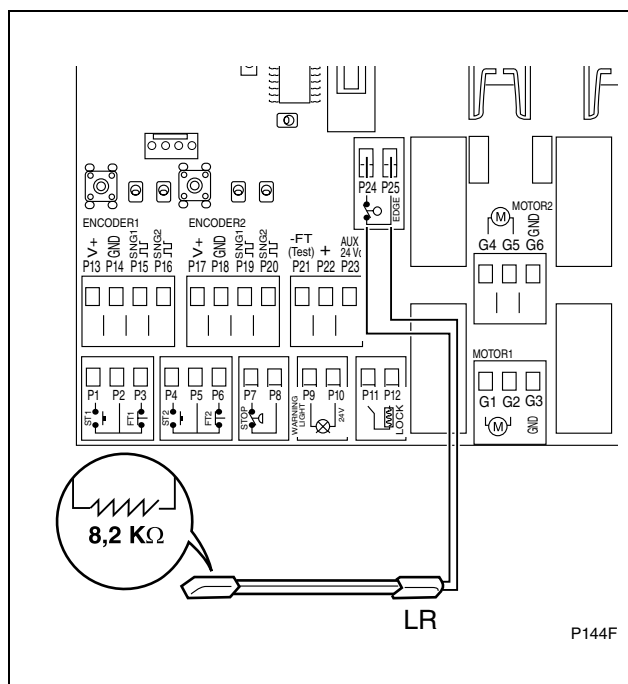 P24 P25
EDGE
MOTOR2
M
G4 G5 G6
GND
ENCODER1
V+ GND SNG1 SNG2
P13 P14 P15 P16
ENCODER2
V+ GND SNG1 SNG2
P17 P18 P19 P20
-FT (Test) + AUX 24 V
P21 P22 P23
P1 P2 P3
ST1 FT1
P4 P5 P6
ST2 FT2
P7 P8
STOP
P9 P10
WARNING LIGHT
24V
P11 P12
LOCK
MOTOR1
G1 G2 G3
M
GND
8,2 KΩ
LR
P144F